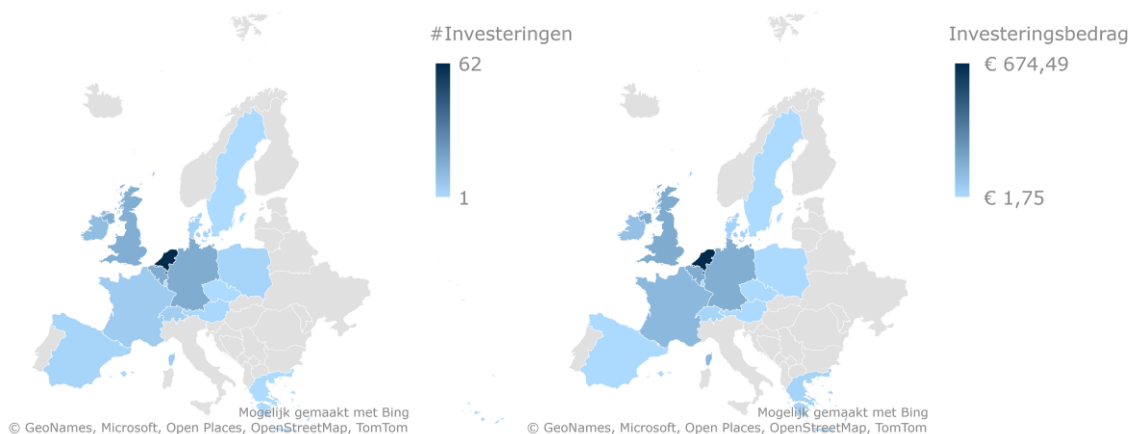 #Investeringen
62
1
Mogelijk gemaakt met Bing
© GeoNames, Microsoft, Open Places, OpenStreetMap, TomTom
Investeringsbedrag
€ 674,49
€ 1,75
Mogelijk gemaakt met Bing
© GeoNames, Microsoft, Open Places, OpenStreetMap, TomTom